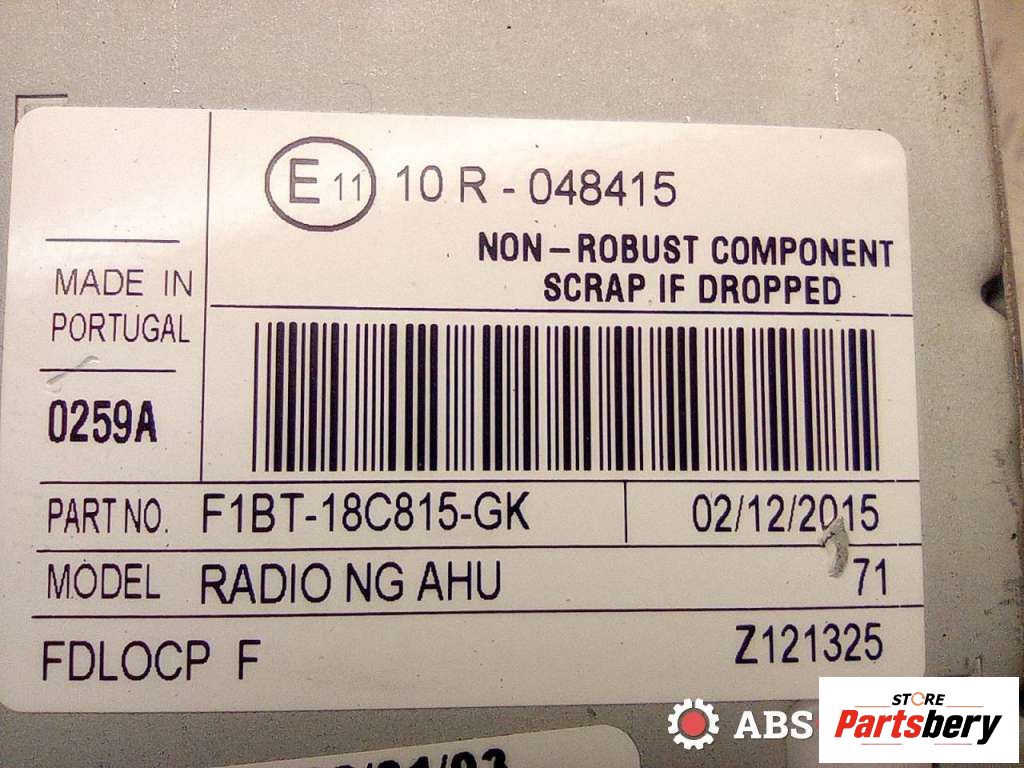 E 11 10 R - 048415
NON-ROBUST COMPONENT
SCRAP IF DROPPED
MADE IN
PORTUGAL
0259A
PART NO. F1BT-18C815-GK 02/12/2015
MODEL RADIO NG AHU 71
FDLOCP F Z121325
ABS
STORE
Partsbery